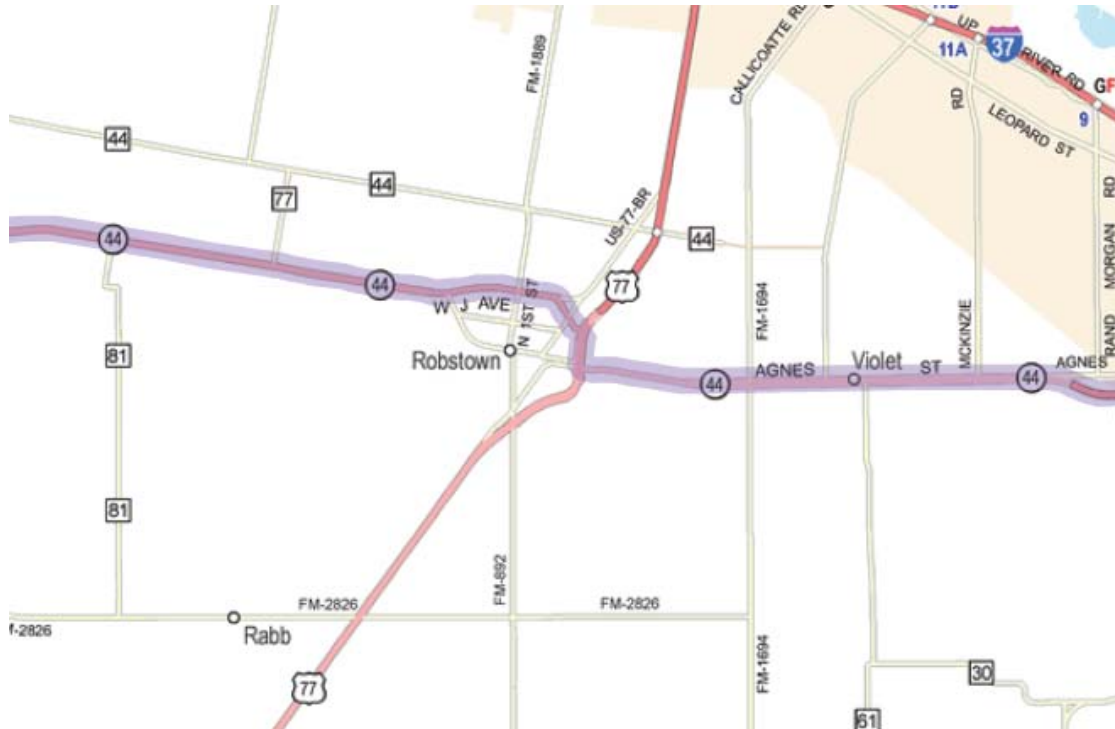 UP
11A
37
RIVER RD
9
CALLICOATTE RD
RD
LEOPARD ST
FM-1889
44
44
77
US-77-BR
44
MORGAN RD
44
44
77
W J AVE
N 1ST ST
FM-1694
MCKINZIE
81
Robstown
44
AGNES
Violet
ST
44
AGNES
81
FM-892
FM-2826
FM-2826
Rabb
FM-1694
77
30
61